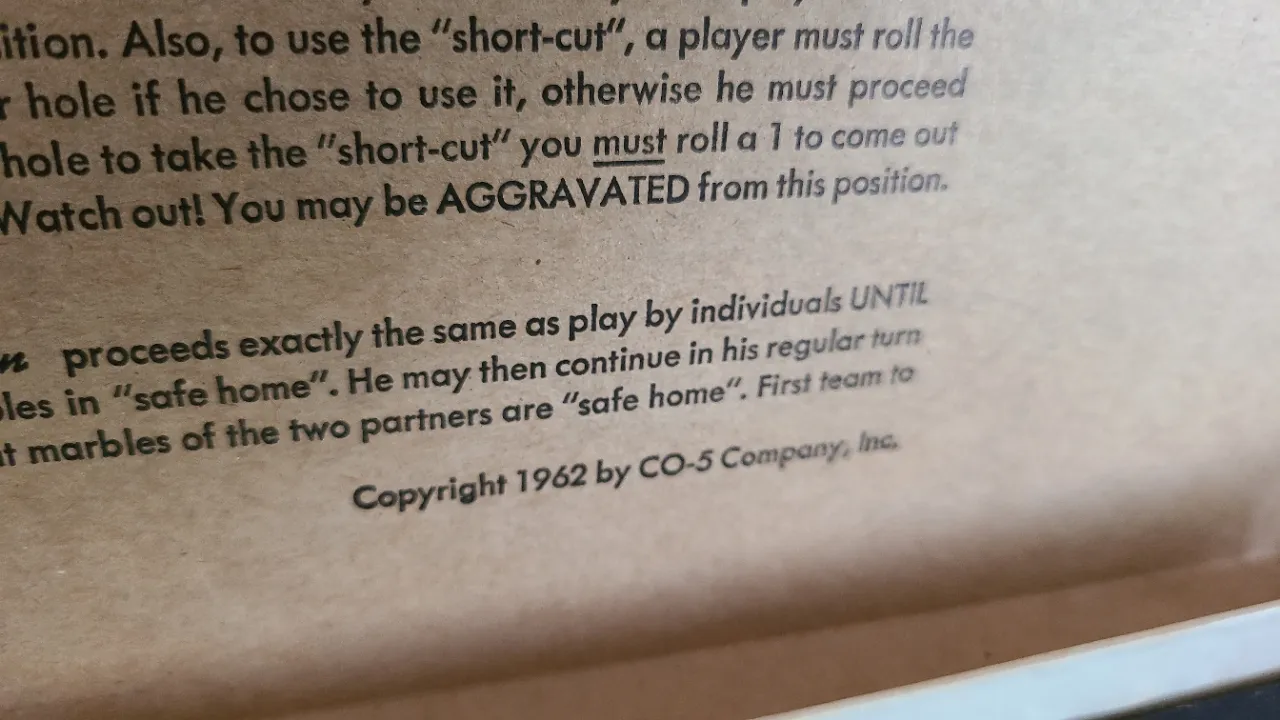 ition. Also, to use the "short-cut", a player must roll the
r hole if he chose to use it, otherwise he must proceed
hole to take the "short-cut" you must roll a 1 to come out
Watch out! You may be AGGRAVATED from this position.
n proceeds exactly the same as play by individuals UNTIL
les in "safe home". He may then continue in his regular turn
t marbles of the two partners are "safe home". First team to
Copyright 1962 by CO-5 Company, Inc.